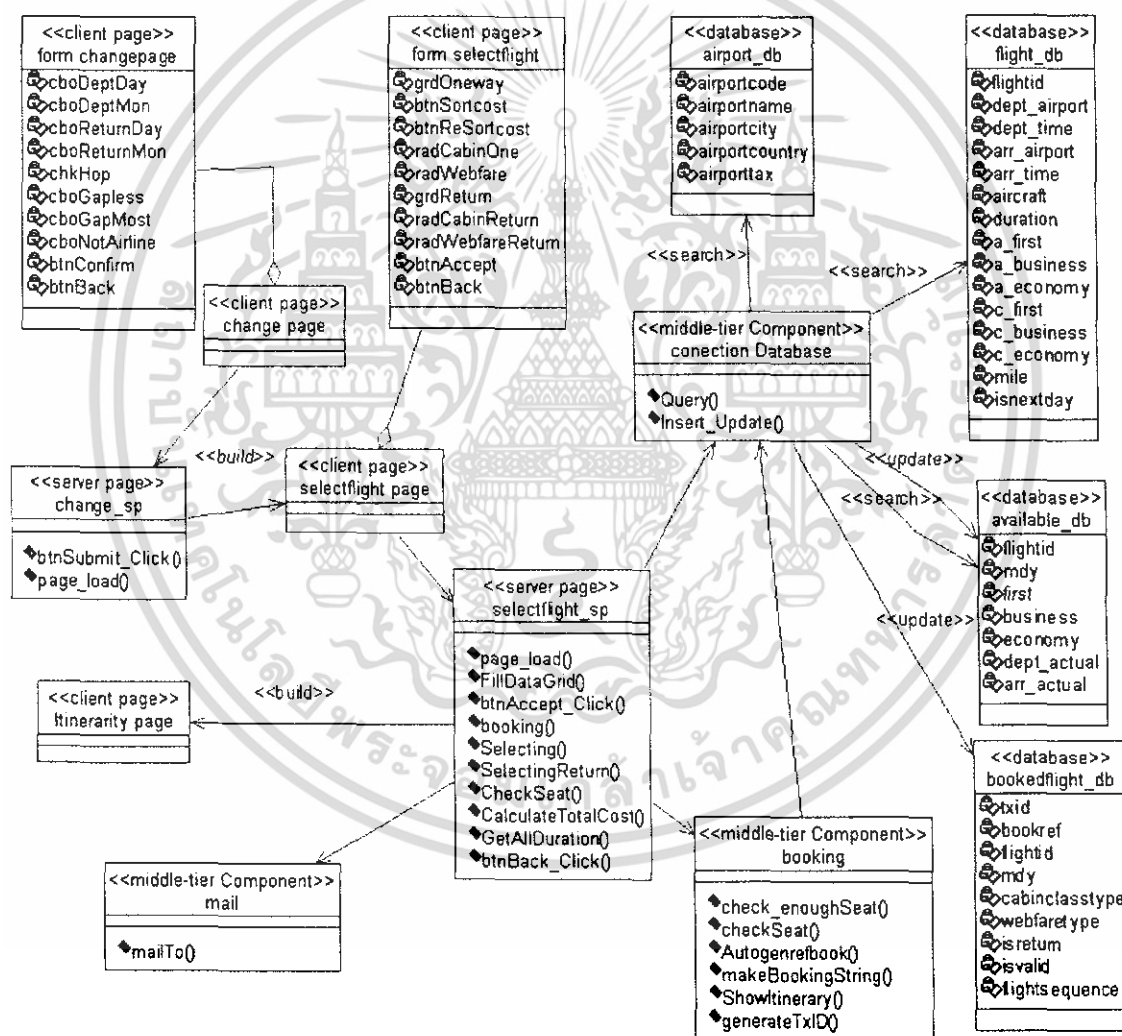 <<client page>>
form changepage
cboDeptDay
cboDeptMon
cboReturnDay
cboReturnMon
chkHop
cboGapless
cboGapMost
cboNotAirline
btnConfirm
btnBack
<<client page>>
form selectflight
grdOneway
btnSortcost
btnReSortcost
radCabinOne
radWebfare
grdReturn
radCabinReturn
radWebfareReturn
btnAccept
btnBack
<<database>>
airport_db
airportcode
airportname
airportcity
airportcountry
airporttax
<<database>>
flight_db
flightid
dept_airport
dept_time
arr_airport
arr_time
aircraft
duration
a_first
a_business
a_economy
c_first
c_business
c_economy
mile
isnextday
<<search>>
<<search>>
<<client page>>
change page
<<middle-tier Component>>
conection Database
Query()
Insert_Update()
<<build>>
<<client page>>
selectflight page
<<update>>
<<search>>
<<server page>>
change_sp
btnSubmit_Click()
page_load()
<<database>>
available_db
flightid
mdy
first
business
economy
dept_actual
arr_actual
<<update>>
<<server page>>
selectflight_sp
page_load()
FillDataGrid()
btnAccept_Click()
booking()
Selecting()
SelectingReturn()
CheckSeat()
CalculateTotalCost()
GetAllDuration()
btnBack_Click()
<<build>>
<<client page>>
Itinerarity page
<<middle-tier Component>>
mail
mailTo()
<<middle-tier Component>>
booking
check_enoughSeat()
checkSeat()
Autogenrefbook()
makeBookingString()
ShowItinerary()
generateTxID()
<<database>>
bookedflight_db
txid
bookref
flightid
mdy
cabinclasstype
webfaretype
isreturn
isvalid
flightsequence